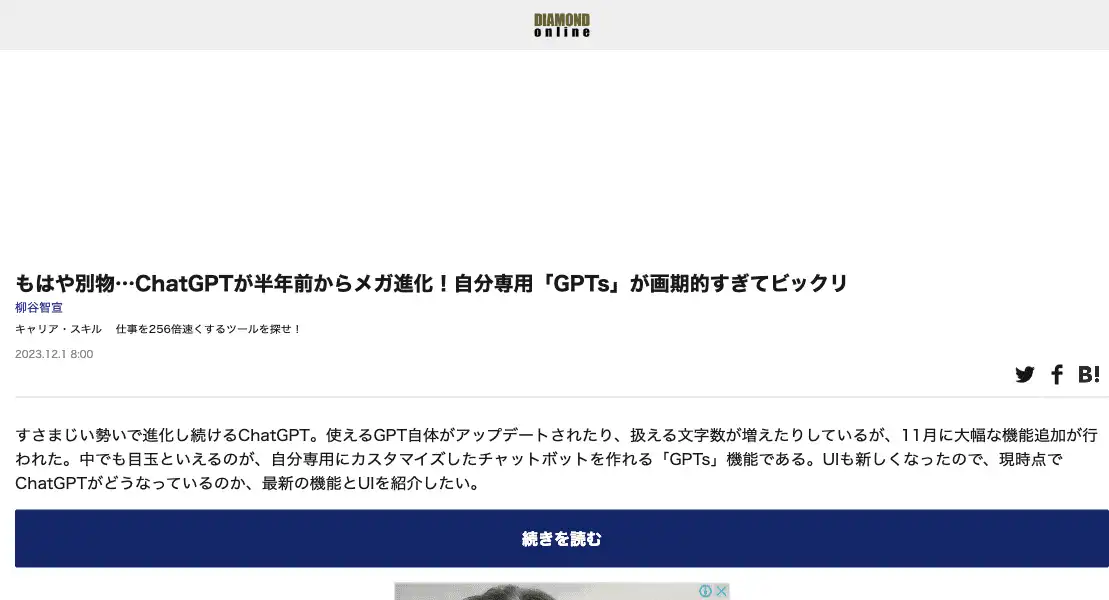 DIAMOND
online
もはや別物…ChatGPTが半年前からメガ進化！自分専用「GPTs」が画期的すぎてビックリ
柳谷智宣
キャリア・スキル 仕事を256倍速くするツールを探せ！
2023.12.1 8:00
B!
すさまじい勢いで進化し続けるChatGPT。使えるGPT自体がアップデートされたり、扱える文字数が増えたりしているが、11月に大幅な機能追加が行
われた。中でも目玉といえるのが、自分専用にカスタマイズしたチャットボットを作れる「GPTs」機能である。UIも新しくなったので、現時点で
ChatGPTがどうなっているのか、最新の機能とUIを紹介したい。
続きを読む